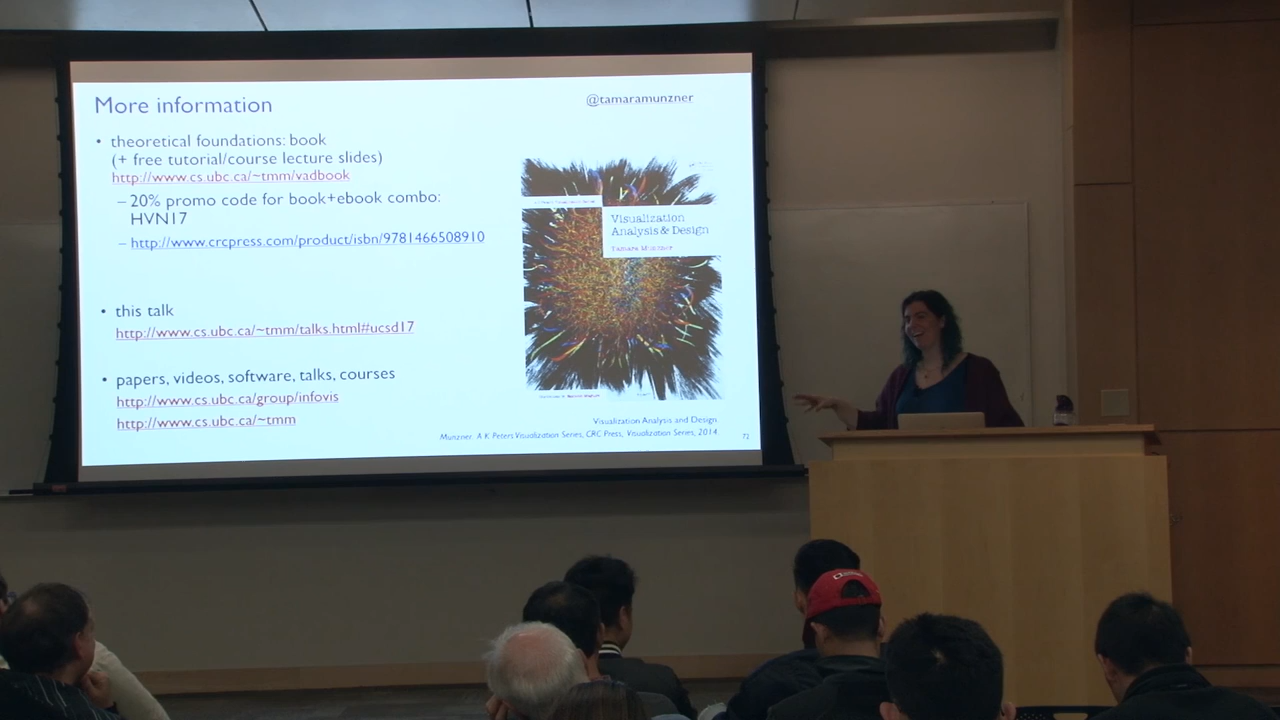 More information
@tamaramunzner
• theoretical foundations: book
(+ free tutorial/course lecture slides)
http://www.cs.ubc.ca/~tmm/vadbook
– 20% promo code for book+ebook combo:
HVN17
– http://www.crcpress.com/product/isbn/9781466508910
• this talk
http://www.cs.ubc.ca/~tmm/talks.html#ucsd17
• papers, videos, software, talks, courses
http://www.cs.ubc.ca/group/infovis
http://www.cs.ubc.ca/~tmm
Visualization
Analysis & Design
Tamara Munzner
Visualization Analysis and Design
Munzner. A K Peters Visualization Series, CRC Press, Visualization Series, 2014.
72